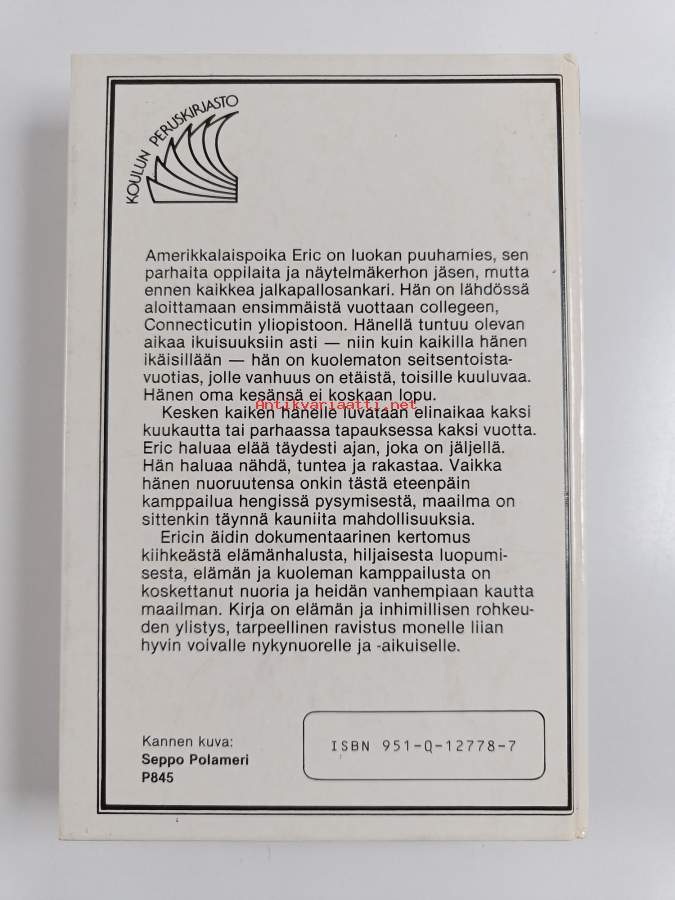 KOULUN PERUSKIRJASTO
Amerikkalaispoika Eric on luokan puuhamies, sen
parhaita oppilaita ja näytelmäkerhon jäsen, mutta
ennen kaikkea jalkapallosankari. Hän on lähdössä
aloittamaan ensimmäistä vuottaan collegeen,
Connecticutin yliopistoon. Hänellä tuntuu olevan
aikaa ikuisuuksiin asti — niin kuin kaikilla hänen
ikäisillään — hän on kuolematon seitsentoista-
vuotias, jolle vanhuus on etäistä, toisille kuuluvaa.
Hänen oma kesänsä ei koskaan lopu.
Antikvariaatti.net
Kesken kaiken hänelle luvataan elinaikaa kaksi
kuukautta tai parhaassa tapauksessa kaksi vuotta.
Eric haluaa elää täydesti ajan, joka on jäljellä.
Hän haluaa nähdä, tuntea ja rakastaa. Vaikka
hänen nuoruutensa onkin tästä eteenpäin
kamppailua hengissä pysymisestä, maailma on
sittenkin täynnä kauniita mahdollisuuksia.
Ericin äidin dokumentaarinen kertomus
kiihkeästä elämänhalusta, hiljaisesta luopumi-
sesta, elämän ja kuoleman kamppailusta on
koskettanut nuoria ja heidän vanhempiaan kautta
maailman. Kirja on elämän ja inhimillisen rohkeu-
den ylistys, tarpeellinen ravistus monelle liian
hyvin voivalle nykynuorelle ja -aikuiselle.
Kannen kuva:
Seppo Polameri
P845
ISBN 951-0-12778-7